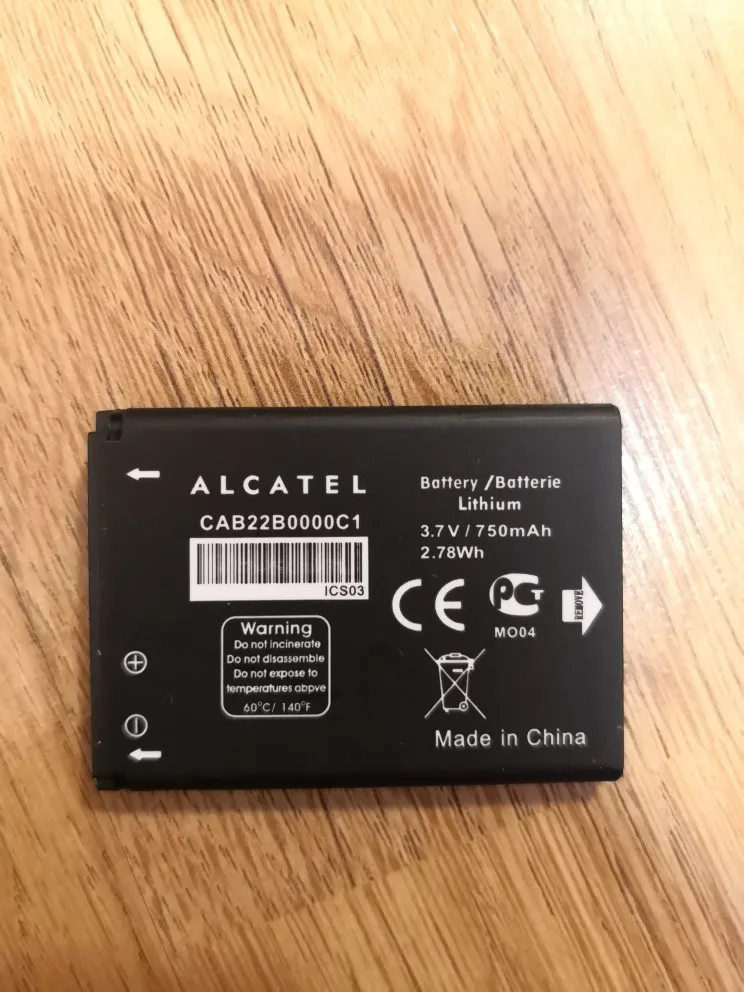 ALCATEL
CAB22B0000C1
ICS03
Battery /Batterie
Lithium
3.7V / 750mAh
2.78Wh
CE
PCT
MO04
REMOVE
Warning
Do not incinerate
Do not disassemble
Do not expose to
temperatures abpve
60°C/ 140°F
Made in China